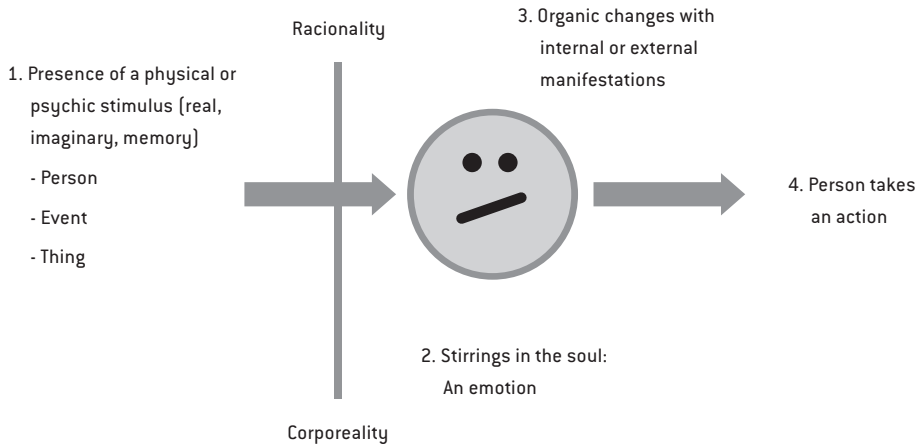 Racionality
1. Presence of a physical or
psychic stimulus (real,
imaginary, memory)
- Person
- Event
- Thing
2. Stirrings in the soul:
An emotion
3. Organic changes with
internal or external
manifestations
4. Person takes
an action
Corporeality